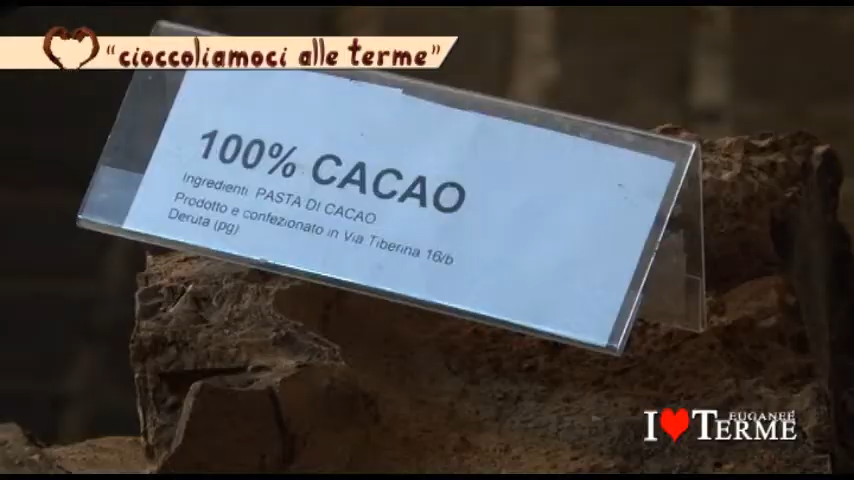 "cioccoliamoci alle terme"
100% CACAO
Ingredienti PASTA DI CACAO
Prodotto e confezionato in Via Tiberina 16/b
Deruta (pg)
I TERME EUGANEE